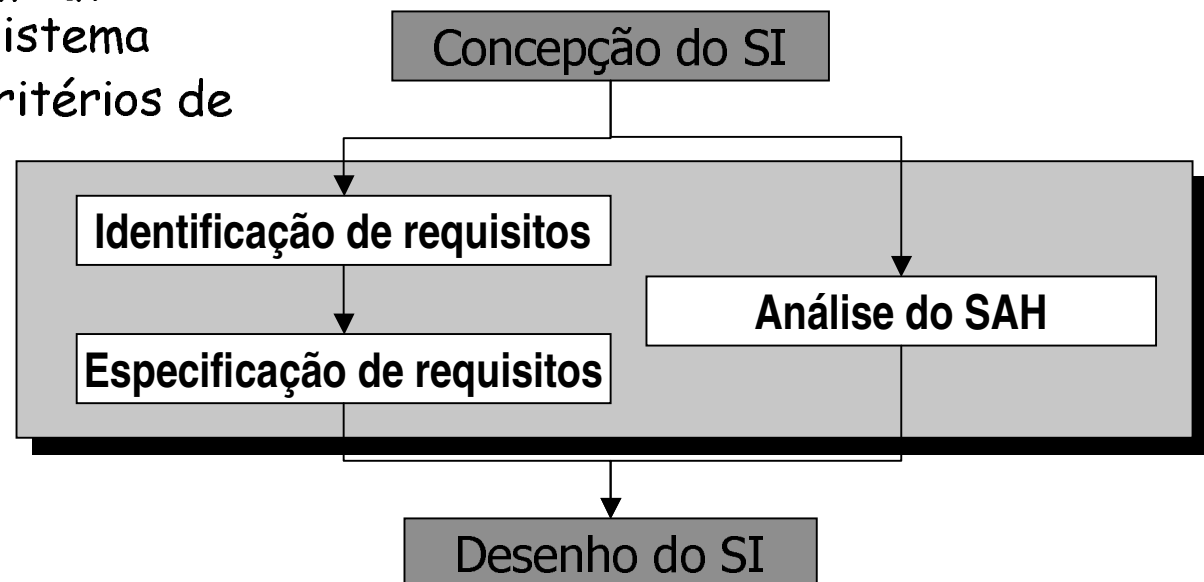 istema
ritérios de
Concepção do SI
Identificação de requisitos
Especificação de requisitos
Análise do SAH
Desenho do SI